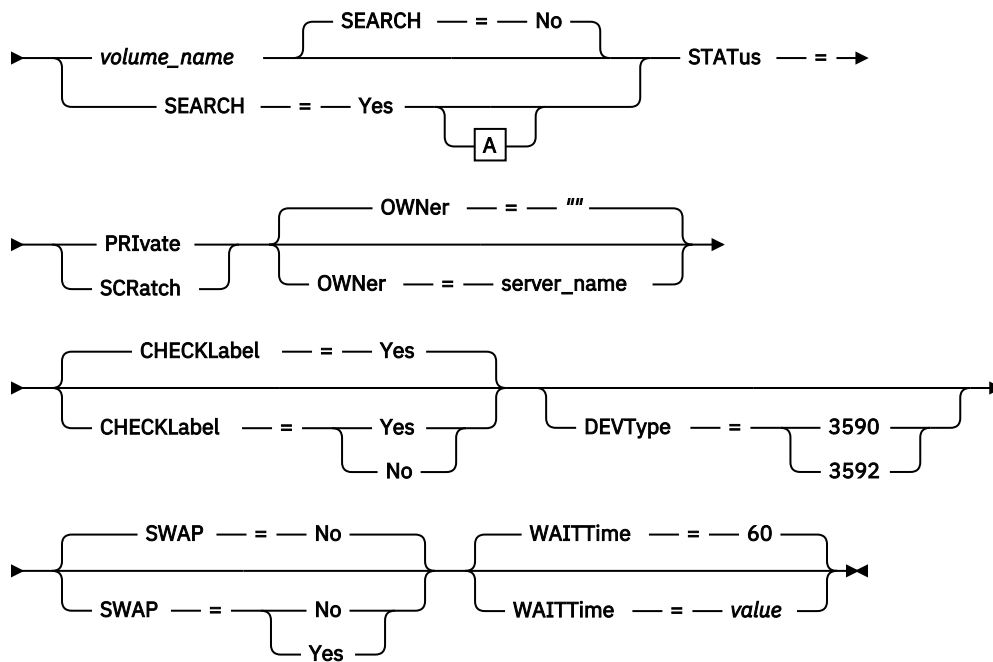 SEARCH = No
volume_name STATus =
SEARCH = Yes
A
OWNer = ""
PRIvate
SCRatch OWNer = server_name
CHECKLabel = Yes
CHECKLabel = Yes DEVType = 3590
No 3592
SWAP = No WAITTime = 60
SWAP = No WAITTime = value
Yes